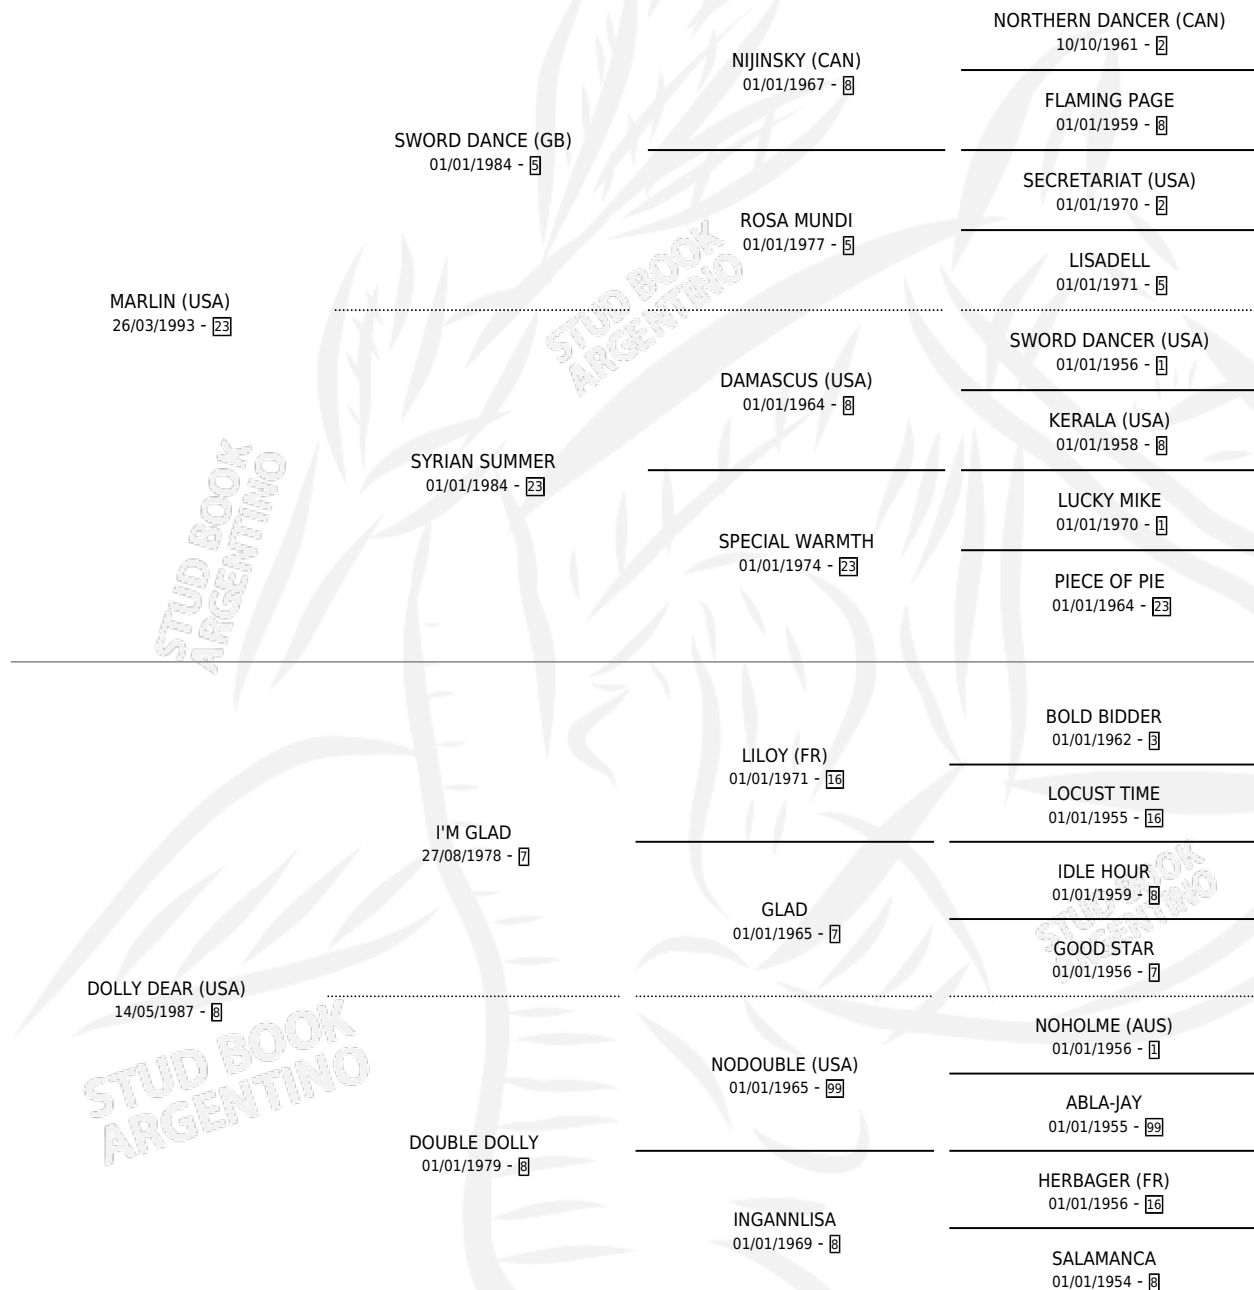 NORTHERN DANCER (CAN)
10/10/1961 - 2
NIJINSKY (CAN)
01/01/1967 - 8
FLAMING PAGE
01/01/1959 - 8
SWORD DANCE (GB)
01/01/1984 - 5
SECRETARIAT (USA)
01/01/1970 - 2
ROSA MUNDI
01/01/1977 - 5
LISADELL
01/01/1971 - 5
MARLIN (USA)
26/03/1993 - 23
STUD BOOK
ARGENTINO
SWORD DANCER (USA)
01/01/1956 - 1
DAMASCUS (USA)
01/01/1964 - 8
KERALA (USA)
01/01/1958 - 8
SYRIAN SUMMER
01/01/1984 - 23
LUCKY MIKE
01/01/1970 - 1
SPECIAL WARMTH
01/01/1974 - 23
PIECE OF PIE
01/01/1964 - 23
STUD BOOK
ARGENTINO
BOLD BIDDER
01/01/1962 - 3
LILOY (FR)
01/01/1971 - 16
LOCUST TIME
01/01/1955 - 16
I'M GLAD
27/08/1978 - 7
IDLE HOUR
01/01/1959 - 8
GLAD
01/01/1965 - 7
STUD BOOK
ARGENTINO
GOOD STAR
01/01/1956 - 7
DOLLY DEAR (USA)
14/05/1987 - 8
STUD BOOK
ARGENTINO
NOHOLME (AUS)
01/01/1956 - 1
NODOUBLE (USA)
01/01/1965 - 99
ABLA-JAY
01/01/1955 - 99
DOUBLE DOLLY
01/01/1979 - 8
HERBAGER (FR)
01/01/1956 - 16
INGANNLISA
01/01/1969 - 8
SALAMANCA
01/01/1954 - 8